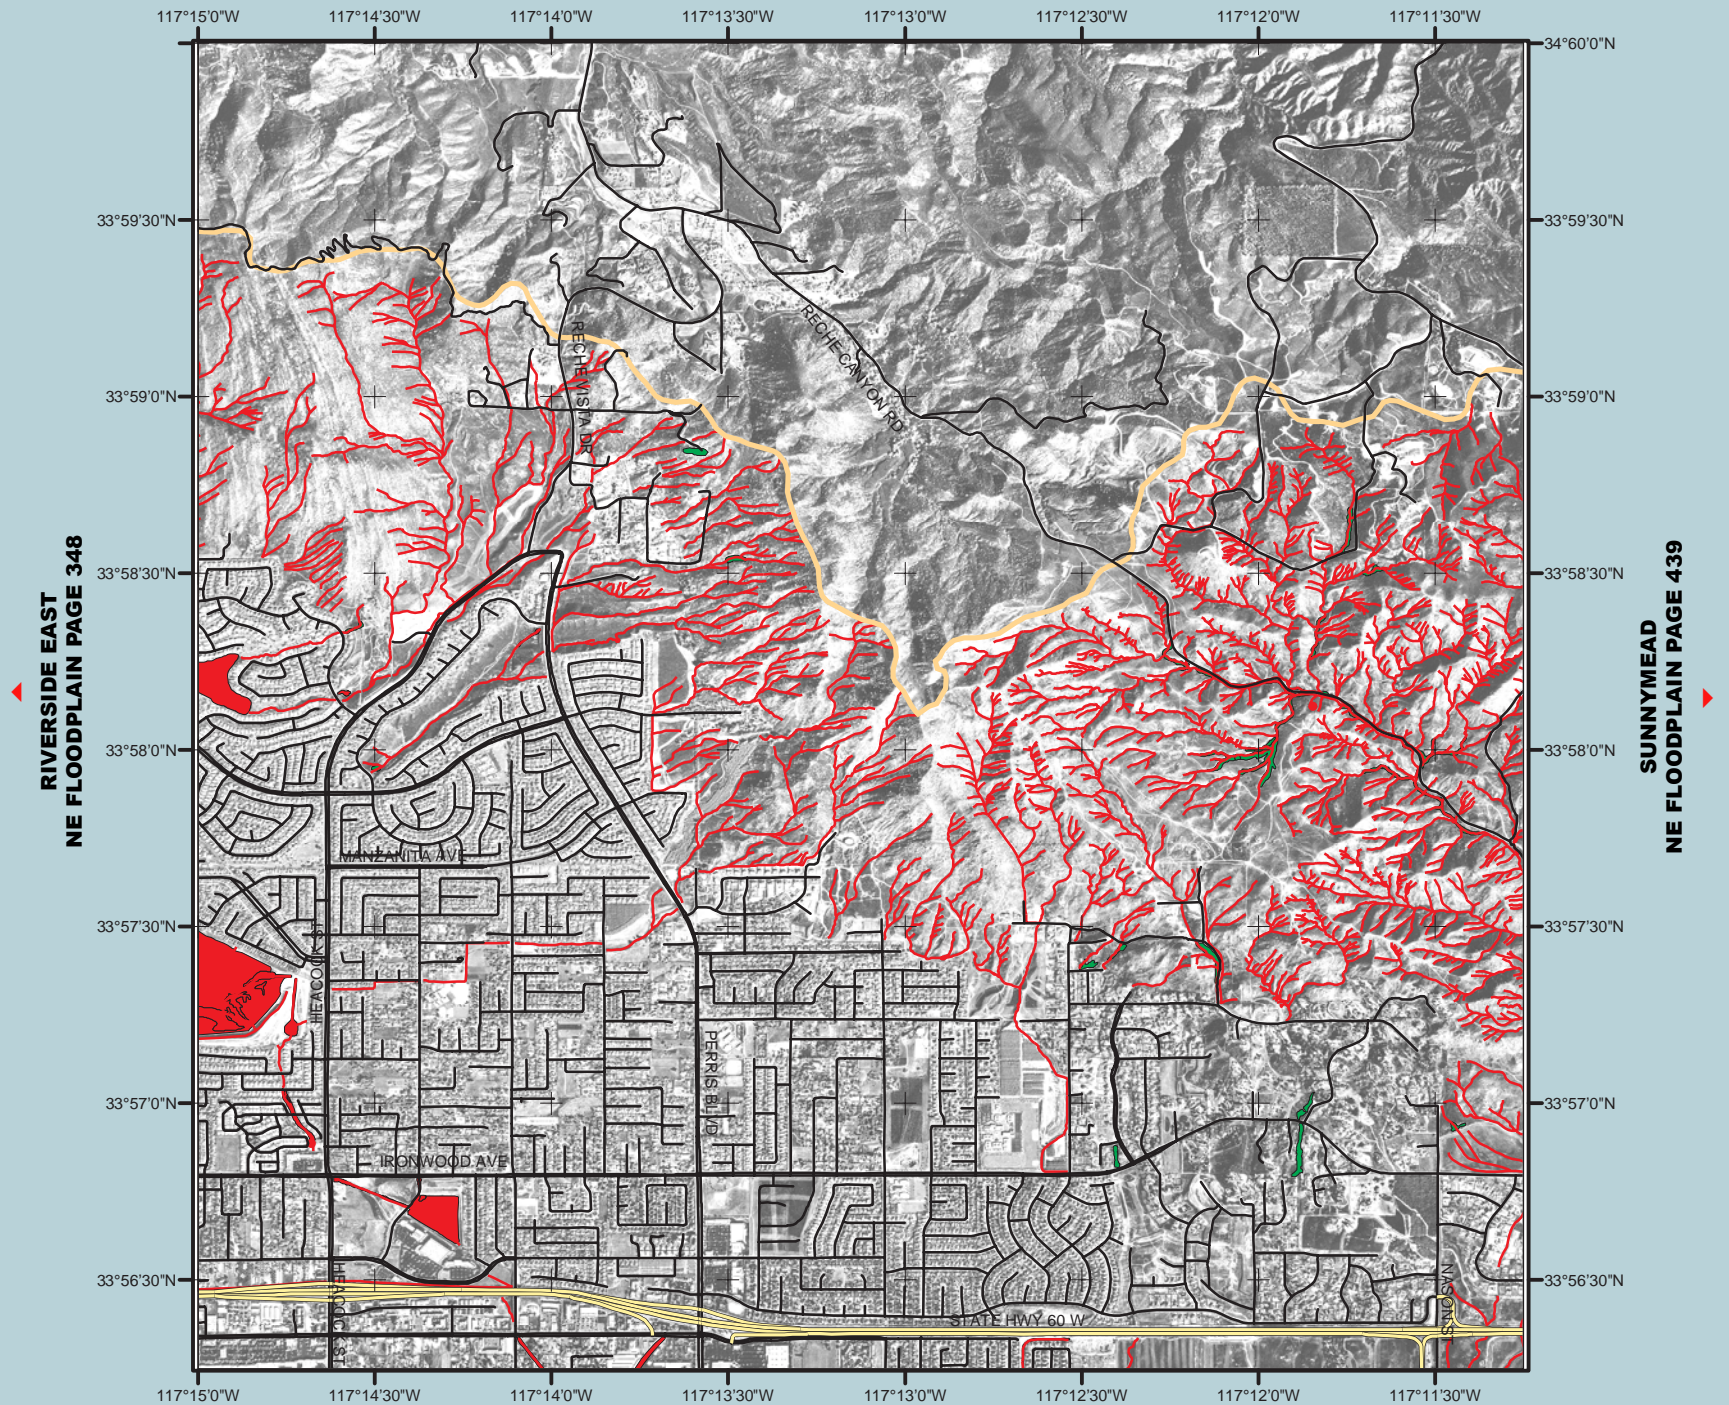 117°15'0"W 117°14'30"W 117°14'0"W 117°13'30"W 117°13'0"W 117°12'30"W 117°12'0"W 117°11'30"W
34°60'0"N
33°59'30"N 33°59'30"N
RECHE CANYON RD
RECHE VISTA DR
33°59'0"N 33°59'0"N
33°58'30"N 33°58'30"N
RIVERSIDE EAST
NE FLOODPLAIN PAGE 348
SUNNYMEAD
NE FLOODPLAIN PAGE 439
33°58'0"N 33°58'0"N
MANZANITA AVE
33°57'30"N 33°57'30"N
HEACOCK ST
PERRIS BLVD
33°57'0"N 33°57'0"N
IRONWOOD AVE
33°56'30"N 33°56'30"N
HEACOCK ST
NASON ST
STATE HWY 60 W
117°15'0"W 117°14'30"W 117°14'0"W 117°13'30"W 117°13'0"W 117°12'30"W 117°12'0"W 117°11'30"W